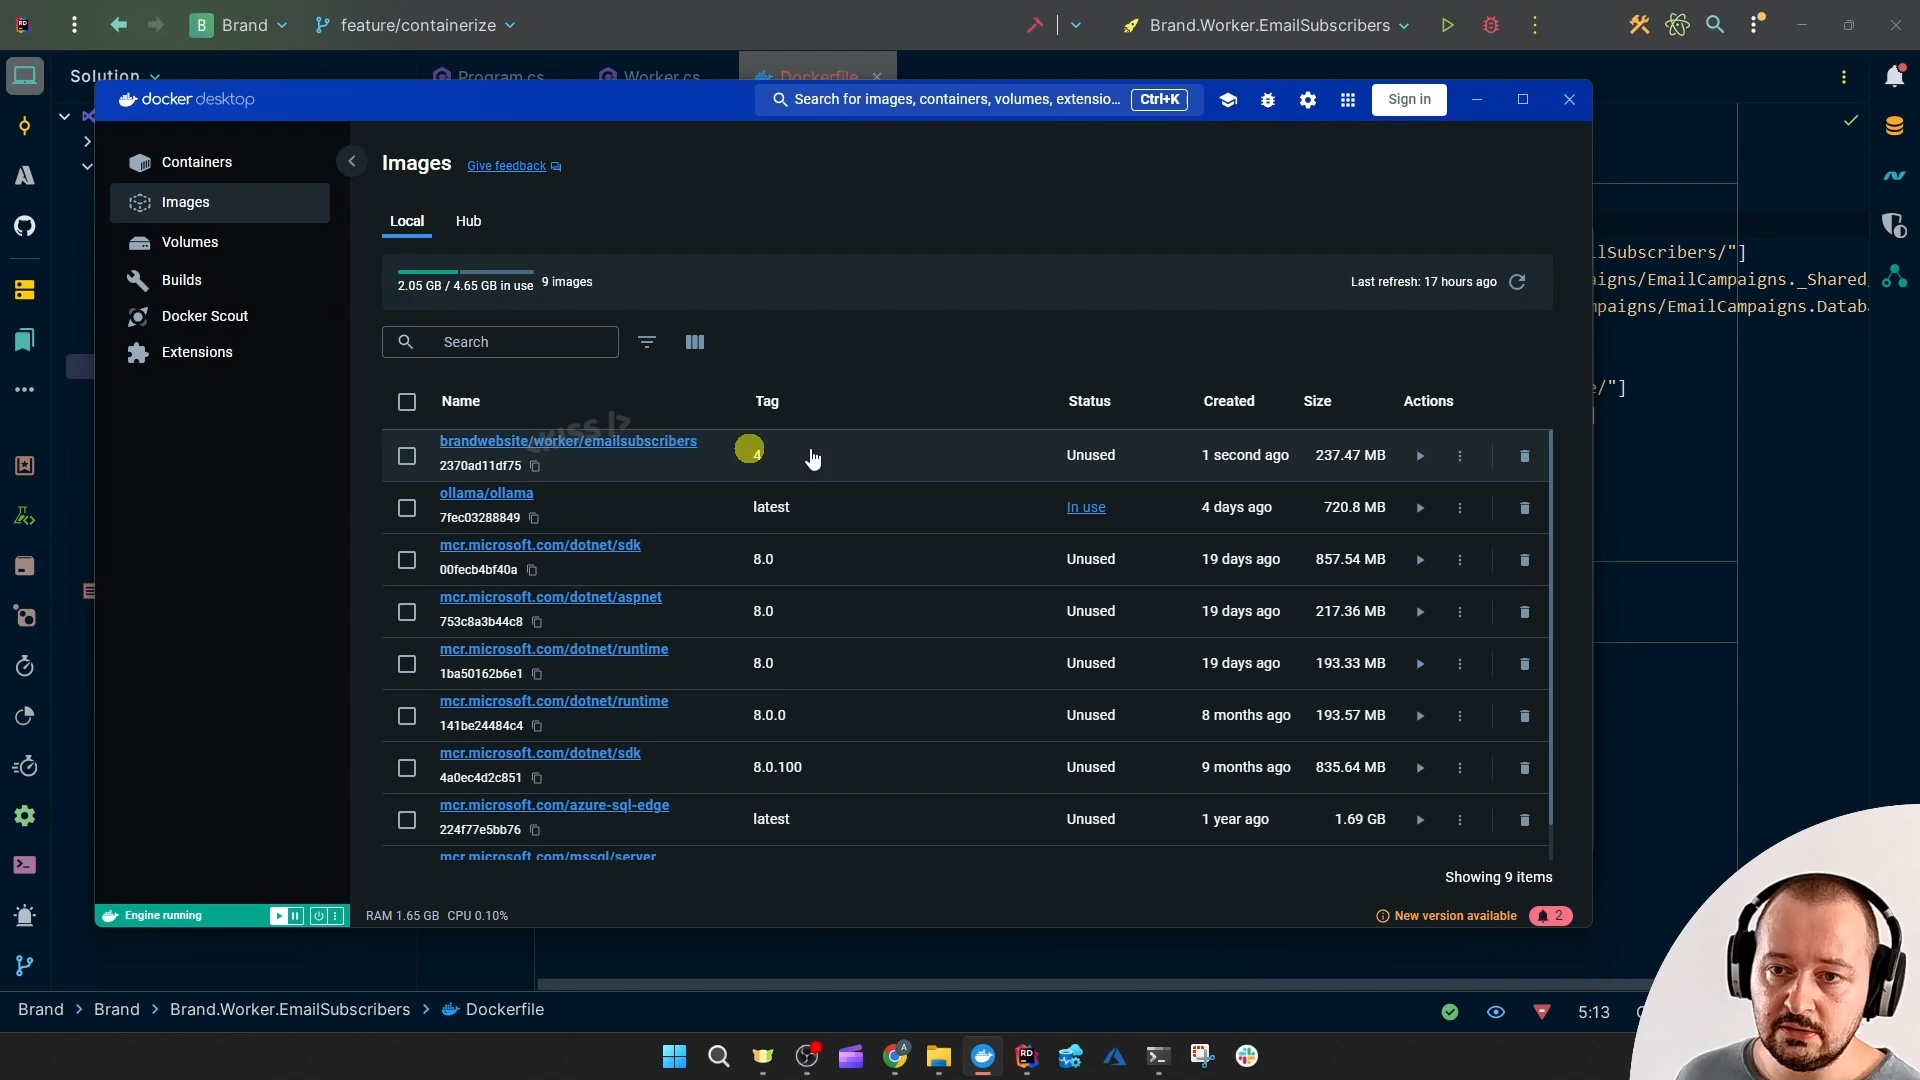 Brand
feature/containerize
Brand.Worker.EmailSubscribers
Solution
Program.cs
Worker.cs
Dockerfile
docker desktop
Search for images, containers, volumes, extensio...
Ctrl+K
Sign in
Containers
Images
Volumes
Builds
Docker Scout
Extensions
Images
Give feedback
Local
Hub
2.05 GB / 4.65 GB in use
9 images
Last refresh: 17 hours ago
Search
Name Tag Status Created Size Actions
brandwebsite/worker/emailsubscribers
2370ad11df75
4 Unused 1 second ago 237.47 MB
ollama/ollama
7fec03288849
latest In use 4 days ago 720.8 MB
mcr.microsoft.com/dotnet/sdk
00fecb4bf40a
8.0 Unused 19 days ago 857.54 MB
mcr.microsoft.com/dotnet/aspnet
753c8a3b44c8
8.0 Unused 19 days ago 217.36 MB
mcr.microsoft.com/dotnet/runtime
1ba50162b6e1
8.0 Unused 19 days ago 193.33 MB
mcr.microsoft.com/dotnet/runtime
141be24484c4
8.0.0 Unused 8 months ago 193.57 MB
mcr.microsoft.com/dotnet/sdk
4a0ec4d2c851
8.0.100 Unused 9 months ago 835.64 MB
mcr.microsoft.com/azure-sql-edge
224f77e5bb76
latest Unused 1 year ago 1.69 GB
mcr.microsoft.com/mssql/server
Showing 9 items
Engine running
RAM 1.65 GB CPU 0.10%
New version available
2
lSubscribers/"]
aigns/EmailCampaigns._Shared
paigns/EmailCampaigns.Datab
e/"]
Brand > Brand > Brand.Worker.EmailSubscribers > Dockerfile
5:13